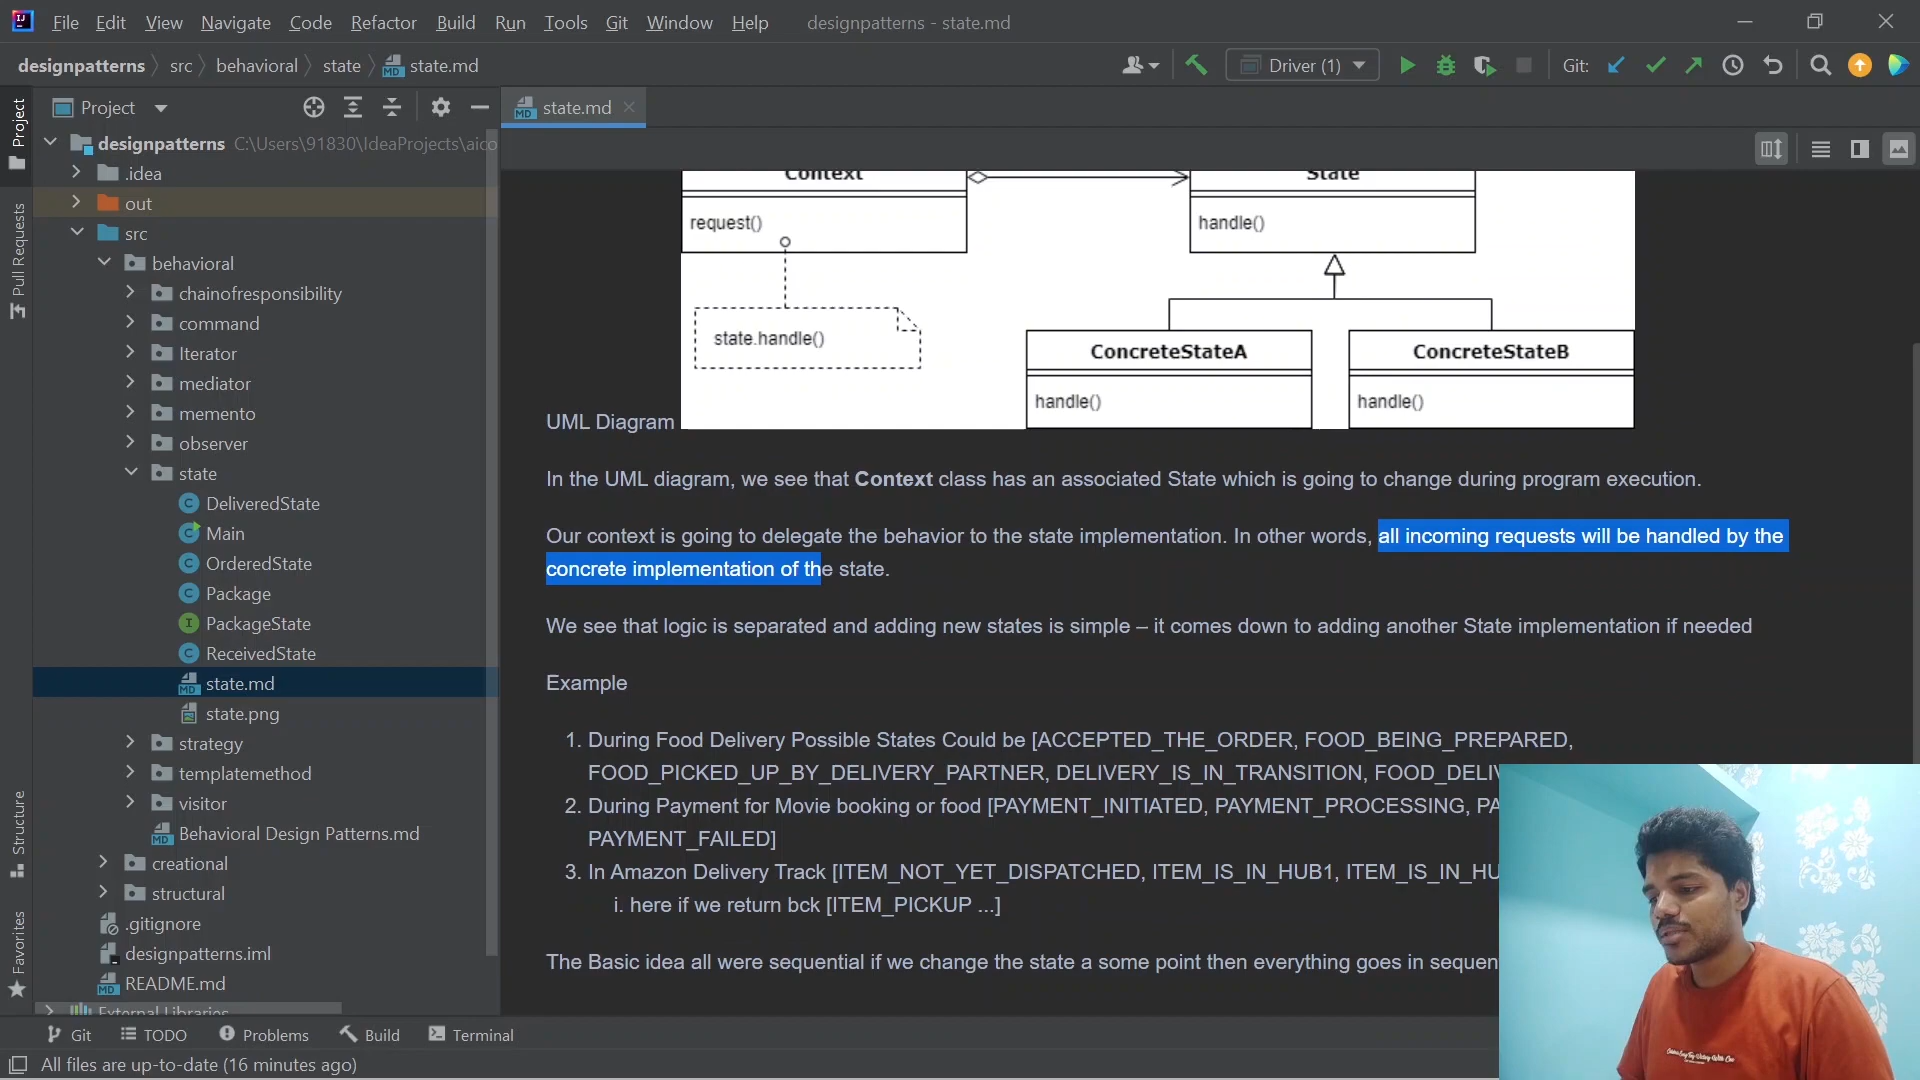 File Edit View Navigate Code Refactor Build Run Tools Git Window Help designpatterns - state.md
designpatterns src behavioral state state.md Driver (1) Git:
Project state.md
Project
Pull Requests
Structure
Favorites
designpatterns C:\Users\91830\IdeaProjects\aico
.idea
out
src
behavioral
chainofresponsibility
command
Iterator
mediator
memento
observer
state
DeliveredState
Main
OrderedState
Package
PackageState
ReceivedState
state.md
state.png
strategy
templatemethod
visitor
Behavioral Design Patterns.md
creational
structural
.gitignore
designpatterns.iml
README.md
External Libraries
Context State
request() handle()
state.handle()
ConcreteStateA ConcreteStateB
handle() handle()
UML Diagram
In the UML diagram, we see that Context class has an associated State which is going to change during program execution.
Our context is going to delegate the behavior to the state implementation. In other words, all incoming requests will be handled by the
concrete implementation of the state.
We see that logic is separated and adding new states is simple – it comes down to adding another State implementation if needed
Example
1. During Food Delivery Possible States Could be [ACCEPTED_THE_ORDER, FOOD_BEING_PREPARED,
FOOD_PICKED_UP_BY_DELIVERY_PARTNER, DELIVERY_IS_IN_TRANSITION, FOOD_DELIV
2. During Payment for Movie booking or food [PAYMENT_INITIATED, PAYMENT_PROCESSING, PA
PAYMENT_FAILED]
3. In Amazon Delivery Track [ITEM_NOT_YET_DISPATCHED, ITEM_IS_IN_HUB1, ITEM_IS_IN_HU
i. here if we return bck [ITEM_PICKUP ...]
The Basic idea all were sequential if we change the state a some point then everything goes in sequen
Git TODO Problems Build Terminal
All files are up-to-date (16 minutes ago)